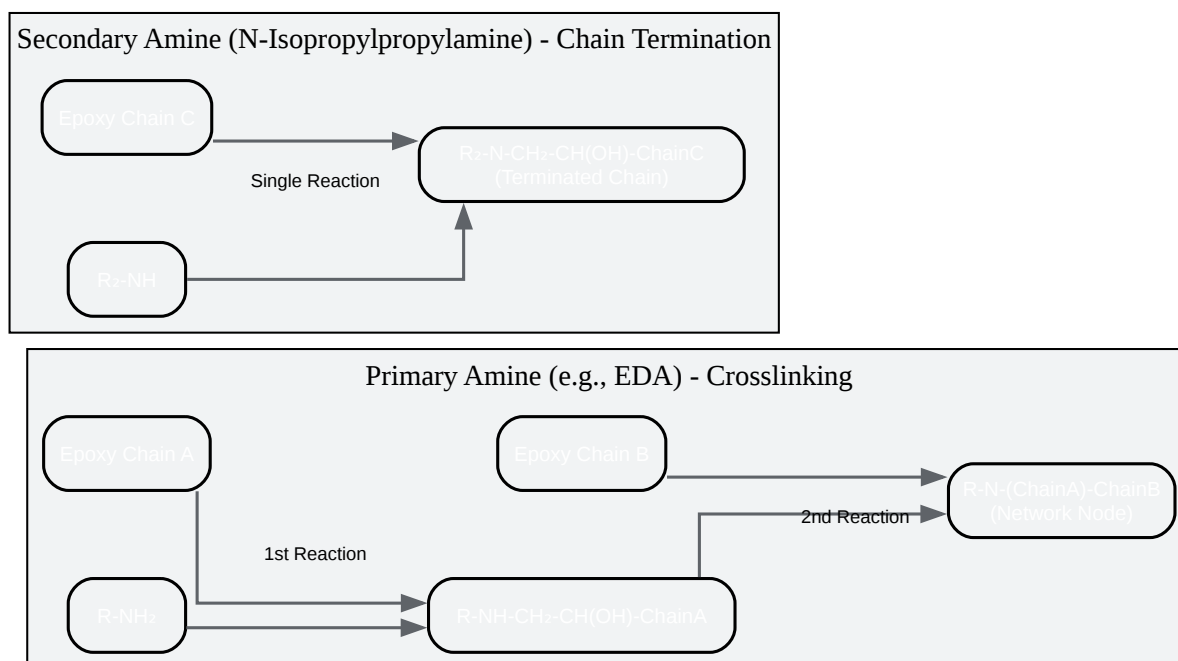 Secondary Amine (N-Isopropylpropylamine) - Chain Termination
Epoxy Chain C
R₂-N-CH₂-CH(OH)-ChainC
(Terminated Chain)
Single Reaction
R₂-NH
Primary Amine (e.g., EDA) - Crosslinking
Epoxy Chain A
Epoxy Chain B
R-N-(ChainA)-ChainB
(Network Node)
2nd Reaction
1st Reaction
R-NH₂
R-NH-CH₂-CH(OH)-ChainA